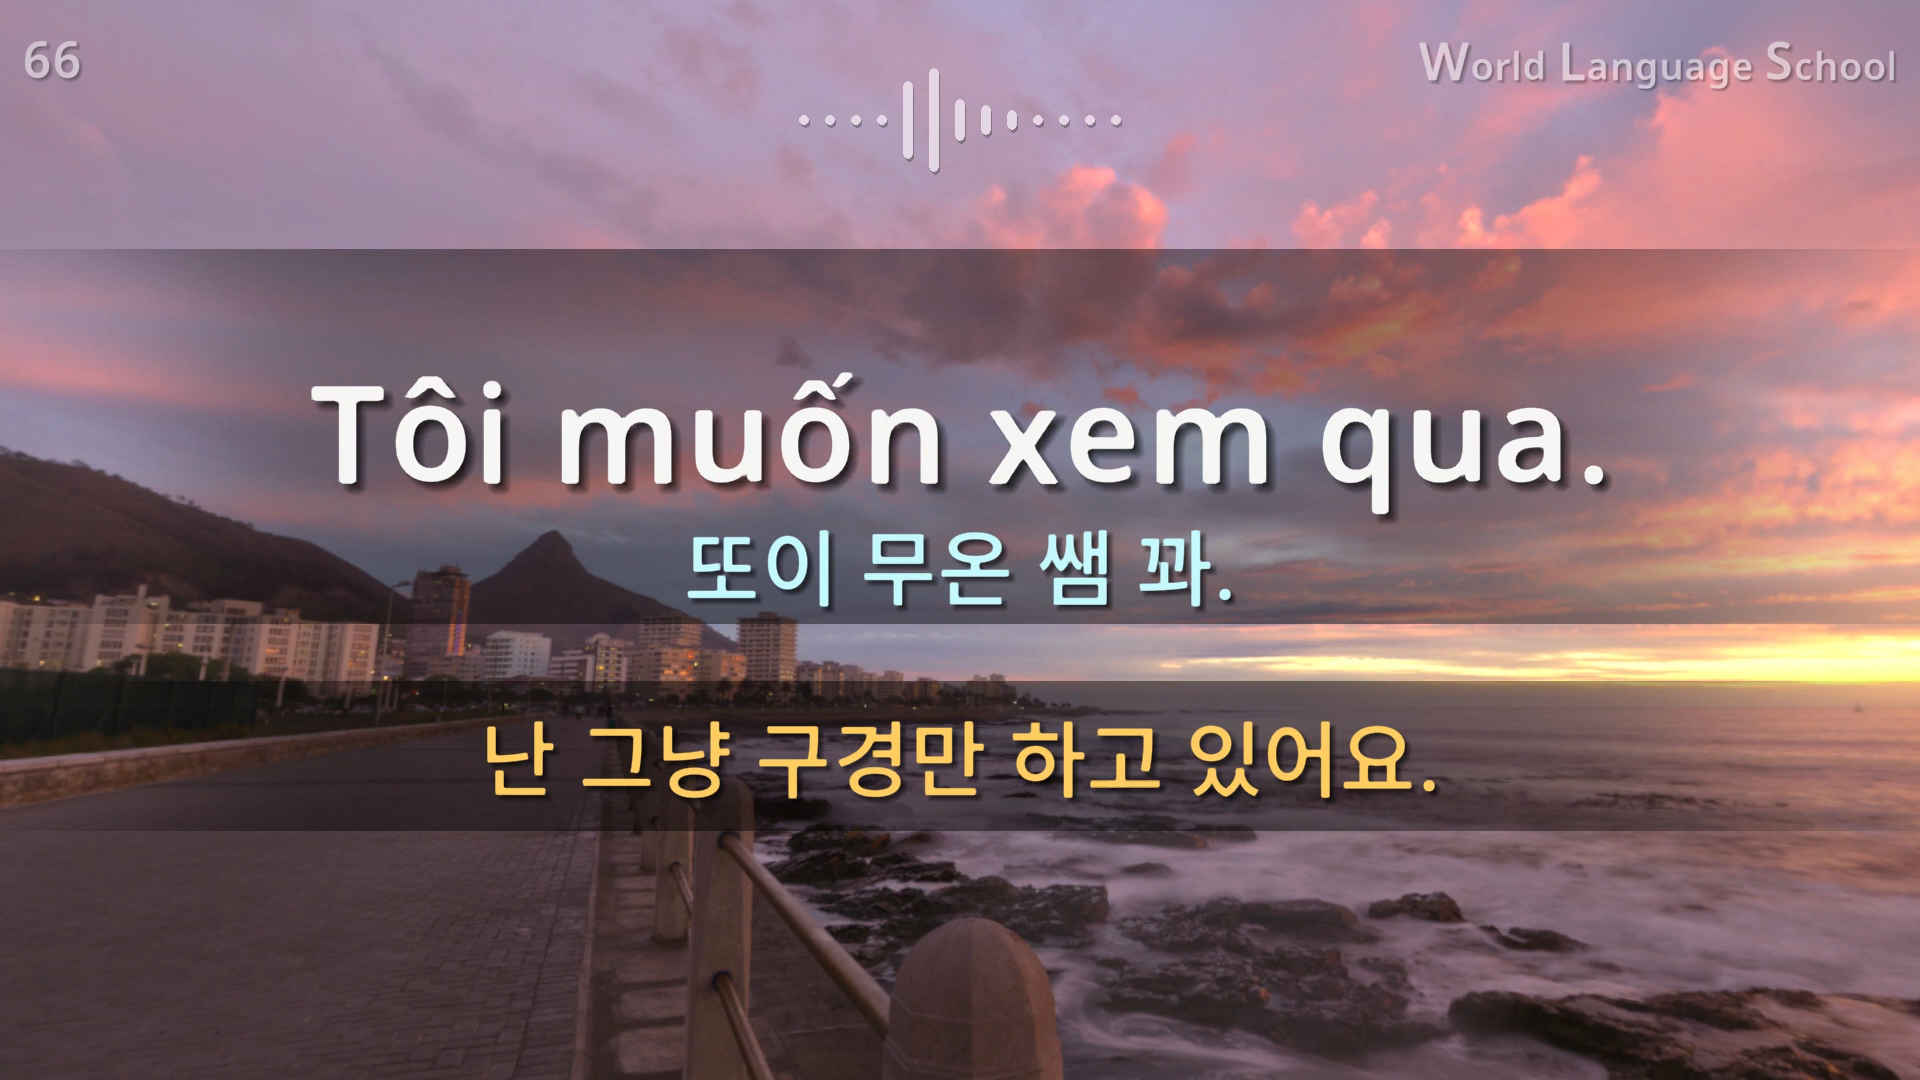 66
World Language School
Tôi muốn xem qua.
또이 무온 쌤 꽈.
난 그냥 구경만 하고 있어요.